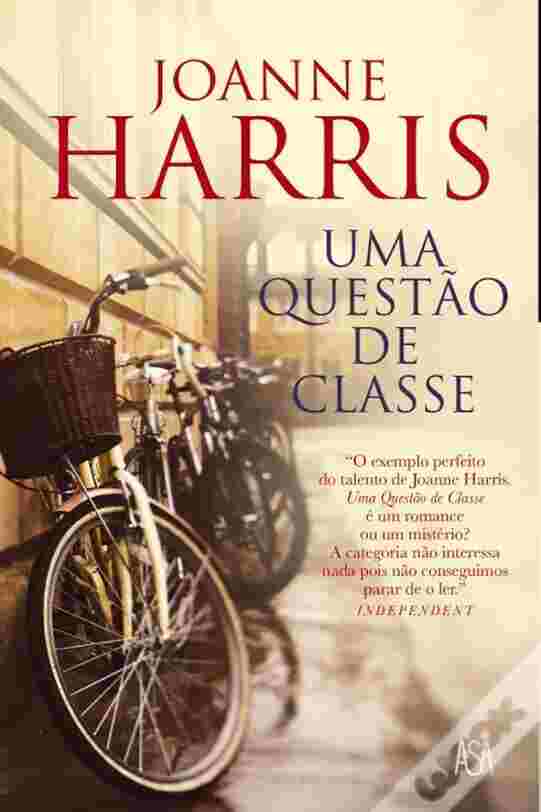 JOANNE
HARRIS
UMA
QUESTÃO
DE
CLASSE
“O exemplo perfeito
do talento de Joanne Harris.
Uma Questão de Classe
é um romance
ou um mistério?
A categoria não interessa
nada pois não conseguimos
parar de o ler.”
INDEPENDENT
ASA